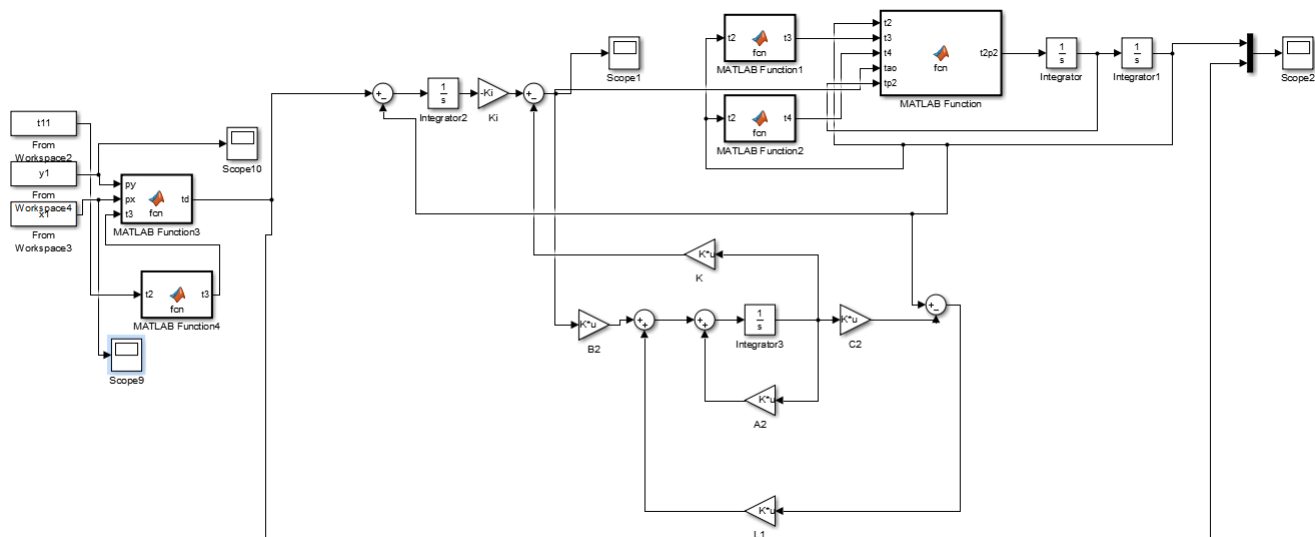 t11
From
Workspace2
y1
From
Workspace4
x1
From
Workspace3
py
px
t3
fcn
td
MATLAB Function3
t2
fcn
t3
MATLAB Function4
Scope10
Scope9
+
−
1
s
Integrator2
-Ki
Ki
+
−
Scope1
t2
fcn
t3
MATLAB Function1
t2
fcn
t4
MATLAB Function2
t2
t3
t4
tao
tp2
fcn
t2p2
MATLAB Function
1
s
Integrator
1
s
Integrator1
Scope2
K*u
K
K*u
B2
+
+
+
+
1
s
Integrator3
K*u
C2
+
−
K*u
A2
K*u
L1